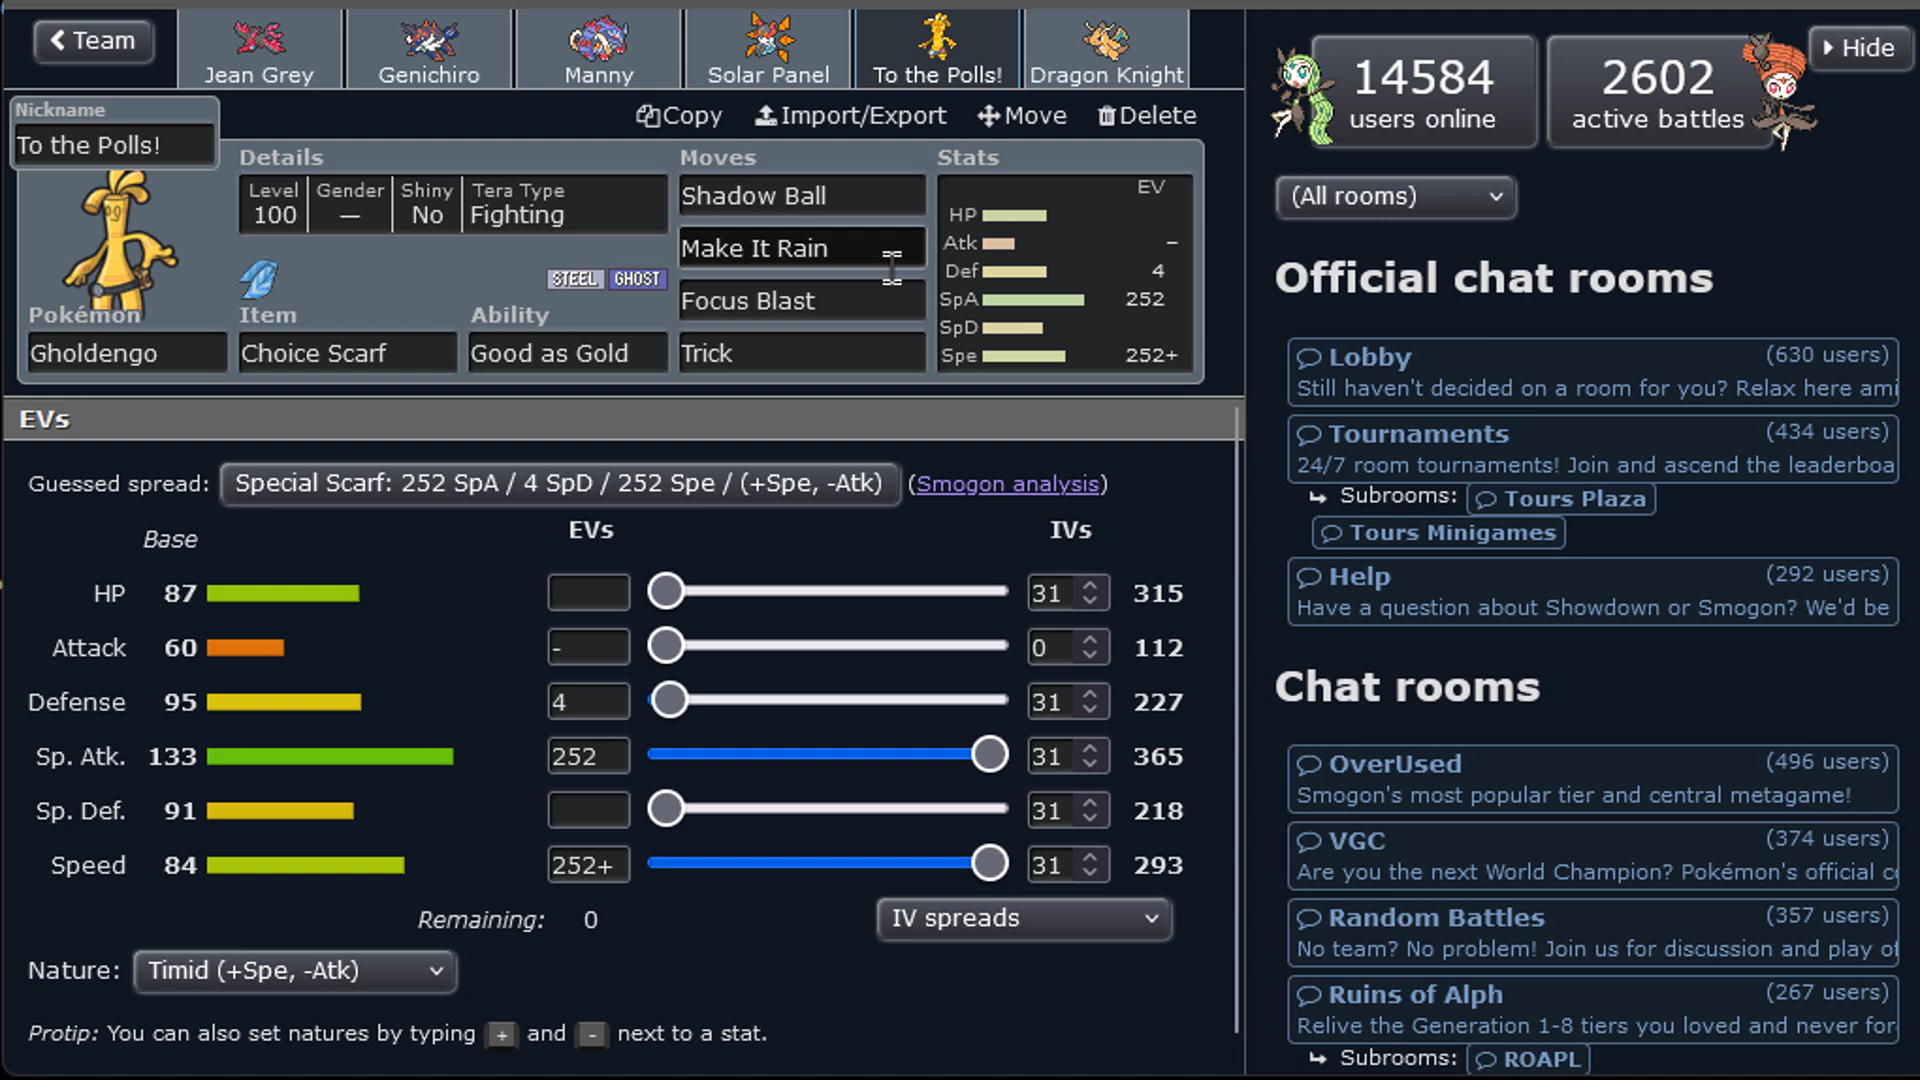 Team
Jean Grey
Genichiro
Manny
Solar Panel
To the Polls!
Dragon Knight
Copy
Import/Export
Move
Delete
Nickname
To the Polls!
Details
Level
100
Gender
—
Shiny
No
Tera Type
Fighting
STEEL GHOST
Pokémon
Gholdengo
Item
Choice Scarf
Ability
Good as Gold
Moves
Shadow Ball
Make It Rain
Focus Blast
Trick
Stats
EV
HP
Atk –
Def 4
SpA 252
SpD
Spe 252+
EVs
Guessed spread: Special Scarf: 252 SpA / 4 SpD / 252 Spe / (+Spe, -Atk) (Smogon analysis)
Base EVs IVs
HP 87 31 315
Attack 60 - 0 112
Defense 95 4 31 227
Sp. Atk. 133 252 31 365
Sp. Def. 91 31 218
Speed 84 252+ 31 293
Remaining: 0 IV spreads
Nature: Timid (+Spe, -Atk)
Protip: You can also set natures by typing + and - next to a stat.
14584
users online
2602
active battles
Hide
(All rooms)
Official chat rooms
Lobby (630 users)
Still haven't decided on a room for you? Relax here ami
Tournaments (434 users)
24/7 room tournaments! Join and ascend the leaderboa
Subrooms: Tours Plaza
Tours Minigames
Help (292 users)
Have a question about Showdown or Smogon? We'd be
Chat rooms
OverUsed (496 users)
Smogon's most popular tier and central metagame!
VGC (374 users)
Are you the next World Champion? Pokémon's official c
Random Battles (357 users)
No team? No problem! Join us for discussion and play of
Ruins of Alph (267 users)
Relive the Generation 1-8 tiers you loved and never for
Subrooms: ROAPL